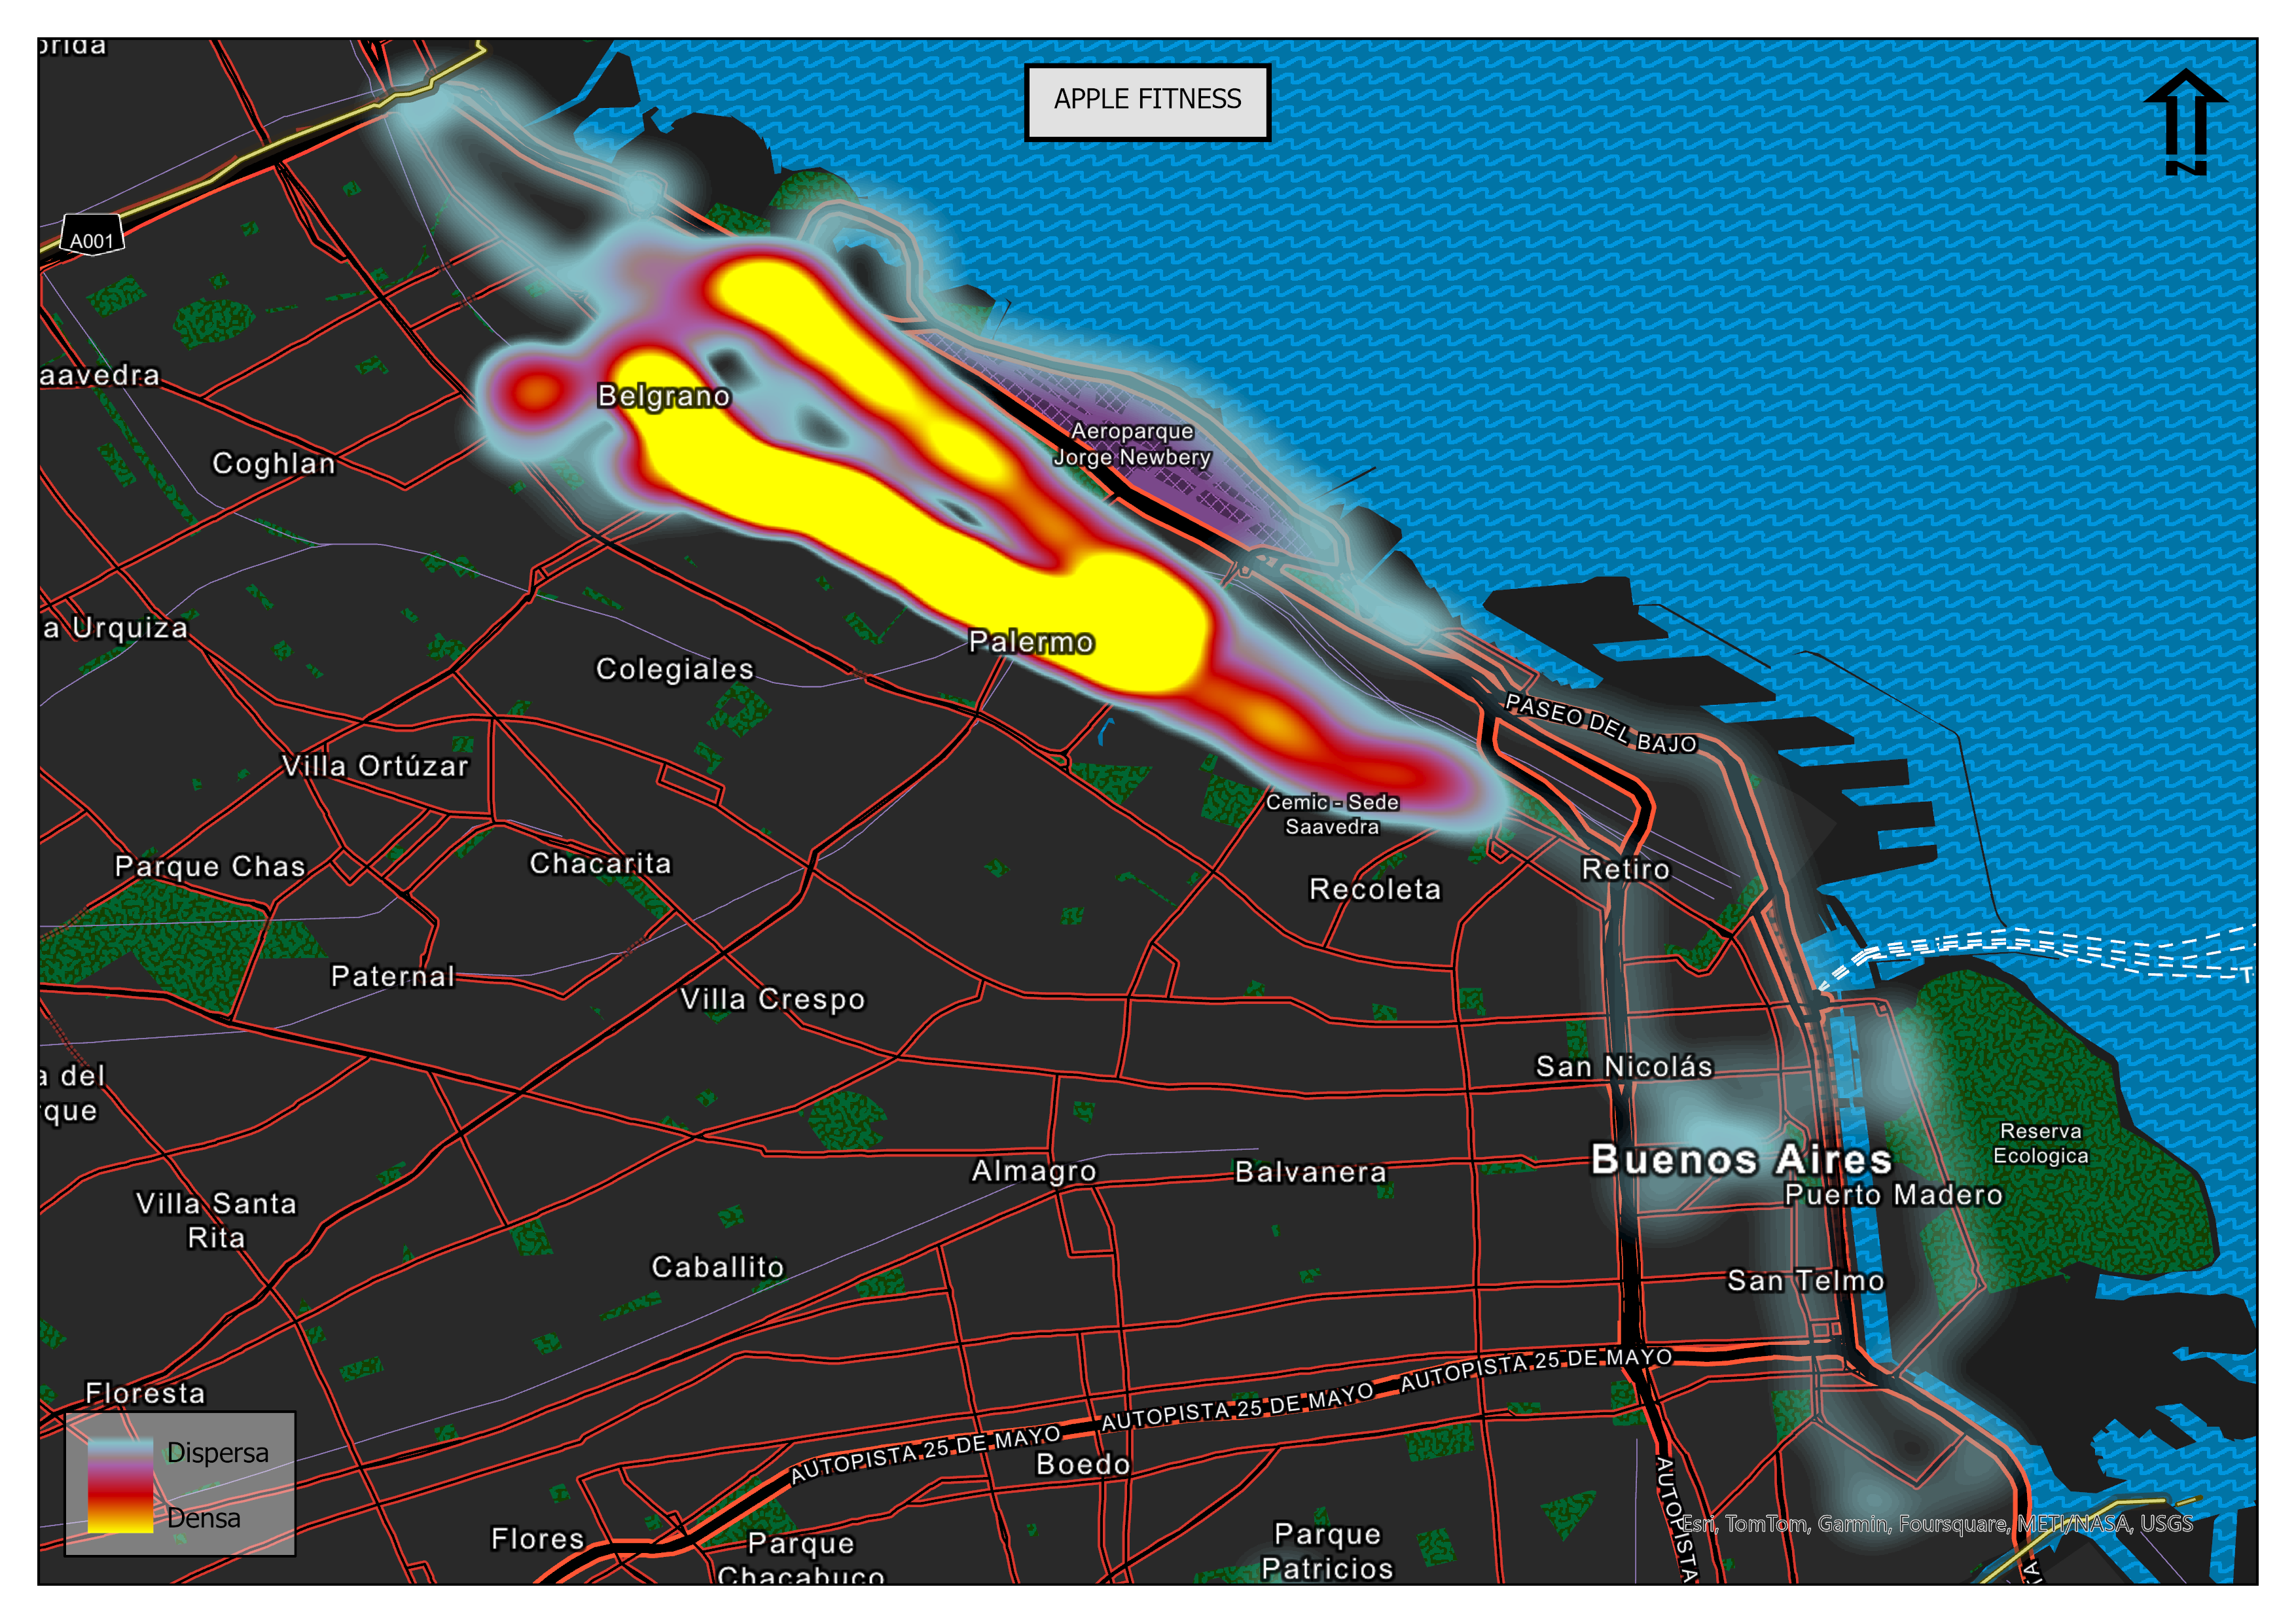 orida
APPLE FITNESS
N
A001
aavedra
Belgrano
Aeroparque
Jorge Newbery
Coghlan
a Urquiza
Palermo
Colegiales
PASEO DEL BAJO
Villa Ortúzar
Cemic - Sede
Saavedra
Parque Chas
Chacarita
Retiro
Recoleta
Paternal
Villa Crespo
T
San Nicolás
a del
rque
Reserva
Ecologica
Buenos Aires
Almagro
Balvanera
Puerto Madero
Villa Santa
Rita
Caballito
San Telmo
AUTOPISTA 25 DE MAYO
AUTOPISTA 25 DE MAYO
AUTOPISTA 25 DE MAYO
Floresta
Dispersa
Densa
Boedo
AUTOPISTA
Flores
Parque
Chacabuco
Parque
Patricios
Esri, TomTom, Garmin, Foursquare, METI/NASA, USGS